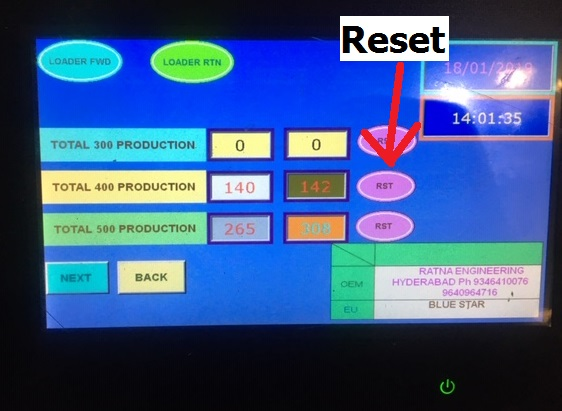 Reset
LOADER FWD
LOADER RTN
18/01/2019
14:01:35
TOTAL 300 PRODUCTION 0 0
TOTAL 400 PRODUCTION 140 142 RST
TOTAL 500 PRODUCTION 265 308 RST
NEXT BACK
OEM
RATNA ENGINEERING
HYDERABAD Ph 9346410076
9640964716
EU BLUE STAR